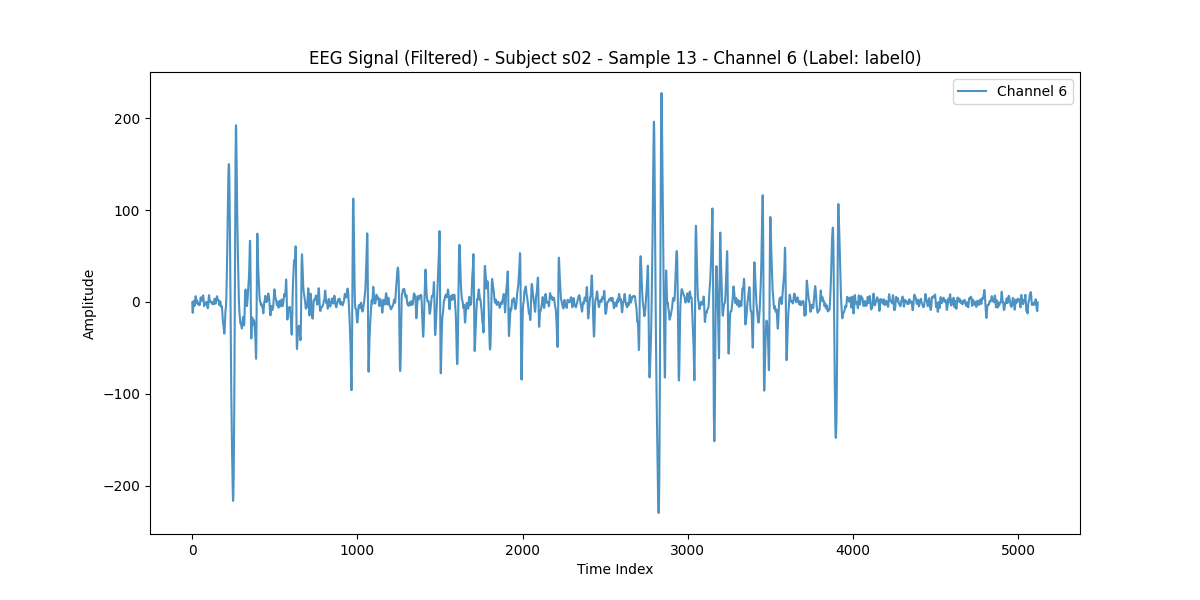 EEG Signal (Filtered) - Subject s02 - Sample 13 - Channel 6 (Label: label0)
Channel 6
200
100
0
−100
−200
Amplitude
0 1000 2000 3000 4000 5000
Time Index